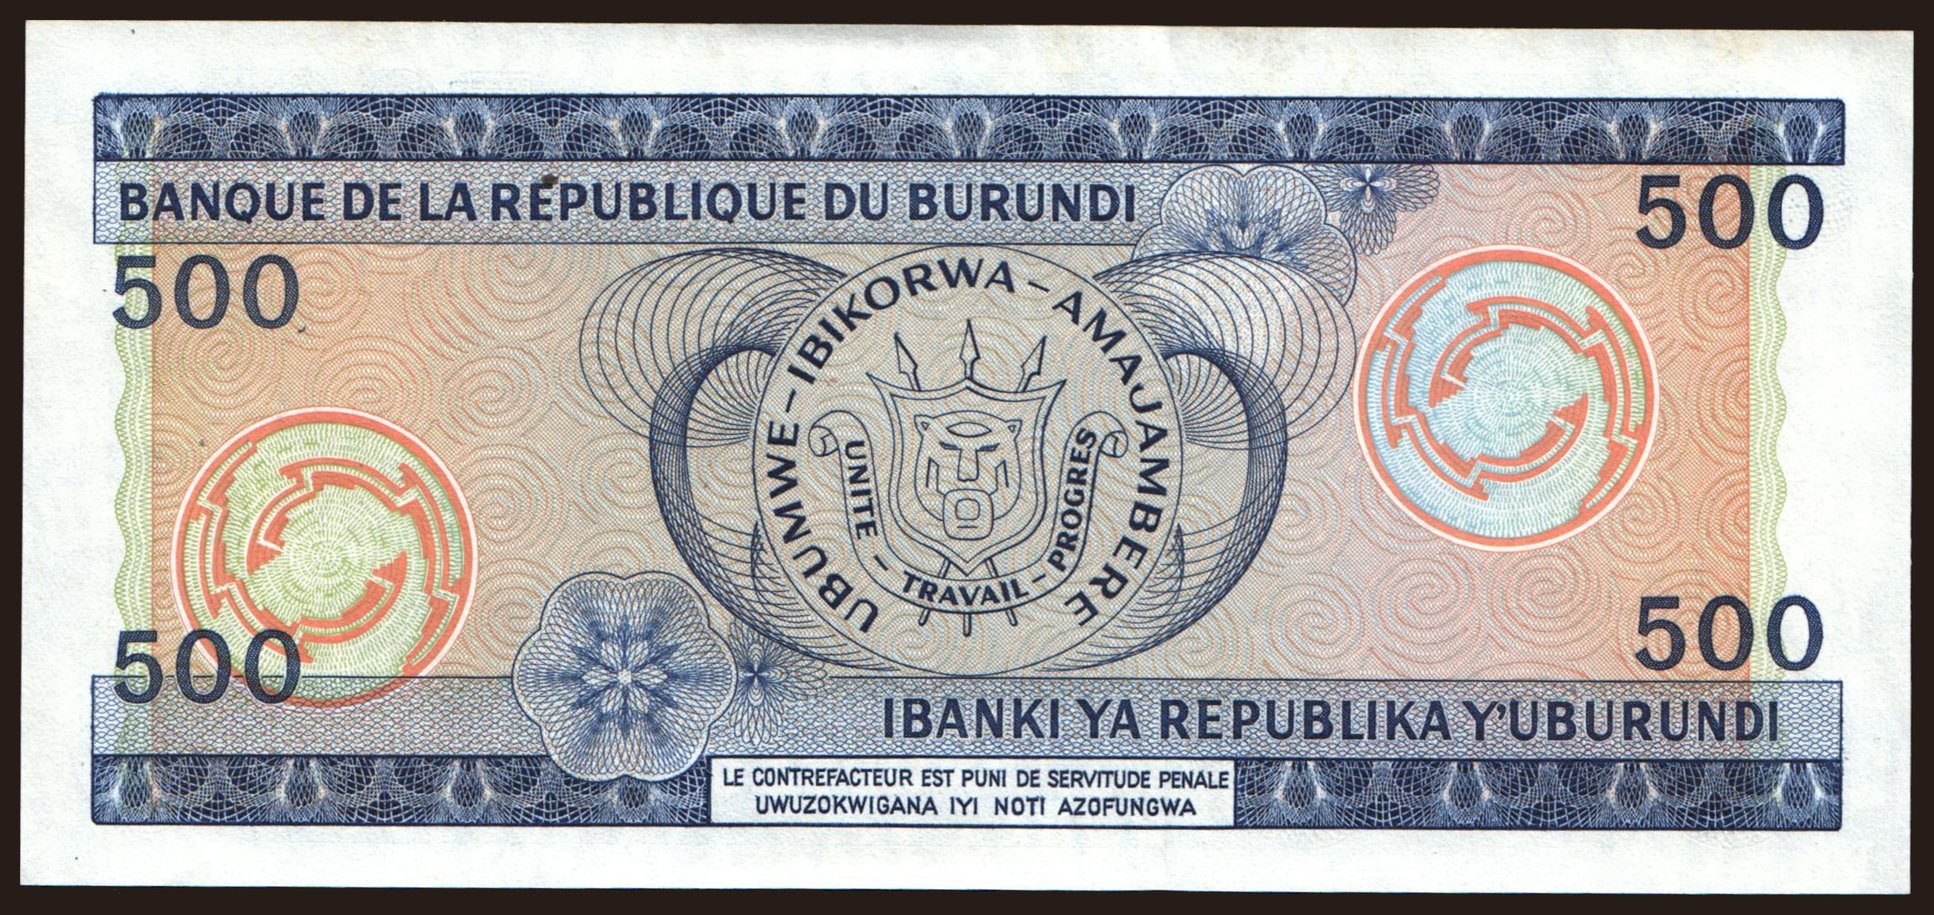 BANQUE DE LA RÉPUBLIQUE DU BURUNDI
500
500
UBUMWE – IBIKORWA – AMAJAMBERE
UNITE – TRAVAIL – PROGRES
500
500
IBANKI YA REPUBLIKA Y'UBURUNDI
LE CONTREFACTEUR EST PUNI DE SERVITUDE PENALE
UWUZOKWIGANA IYI NOTI AZOFUNGWA